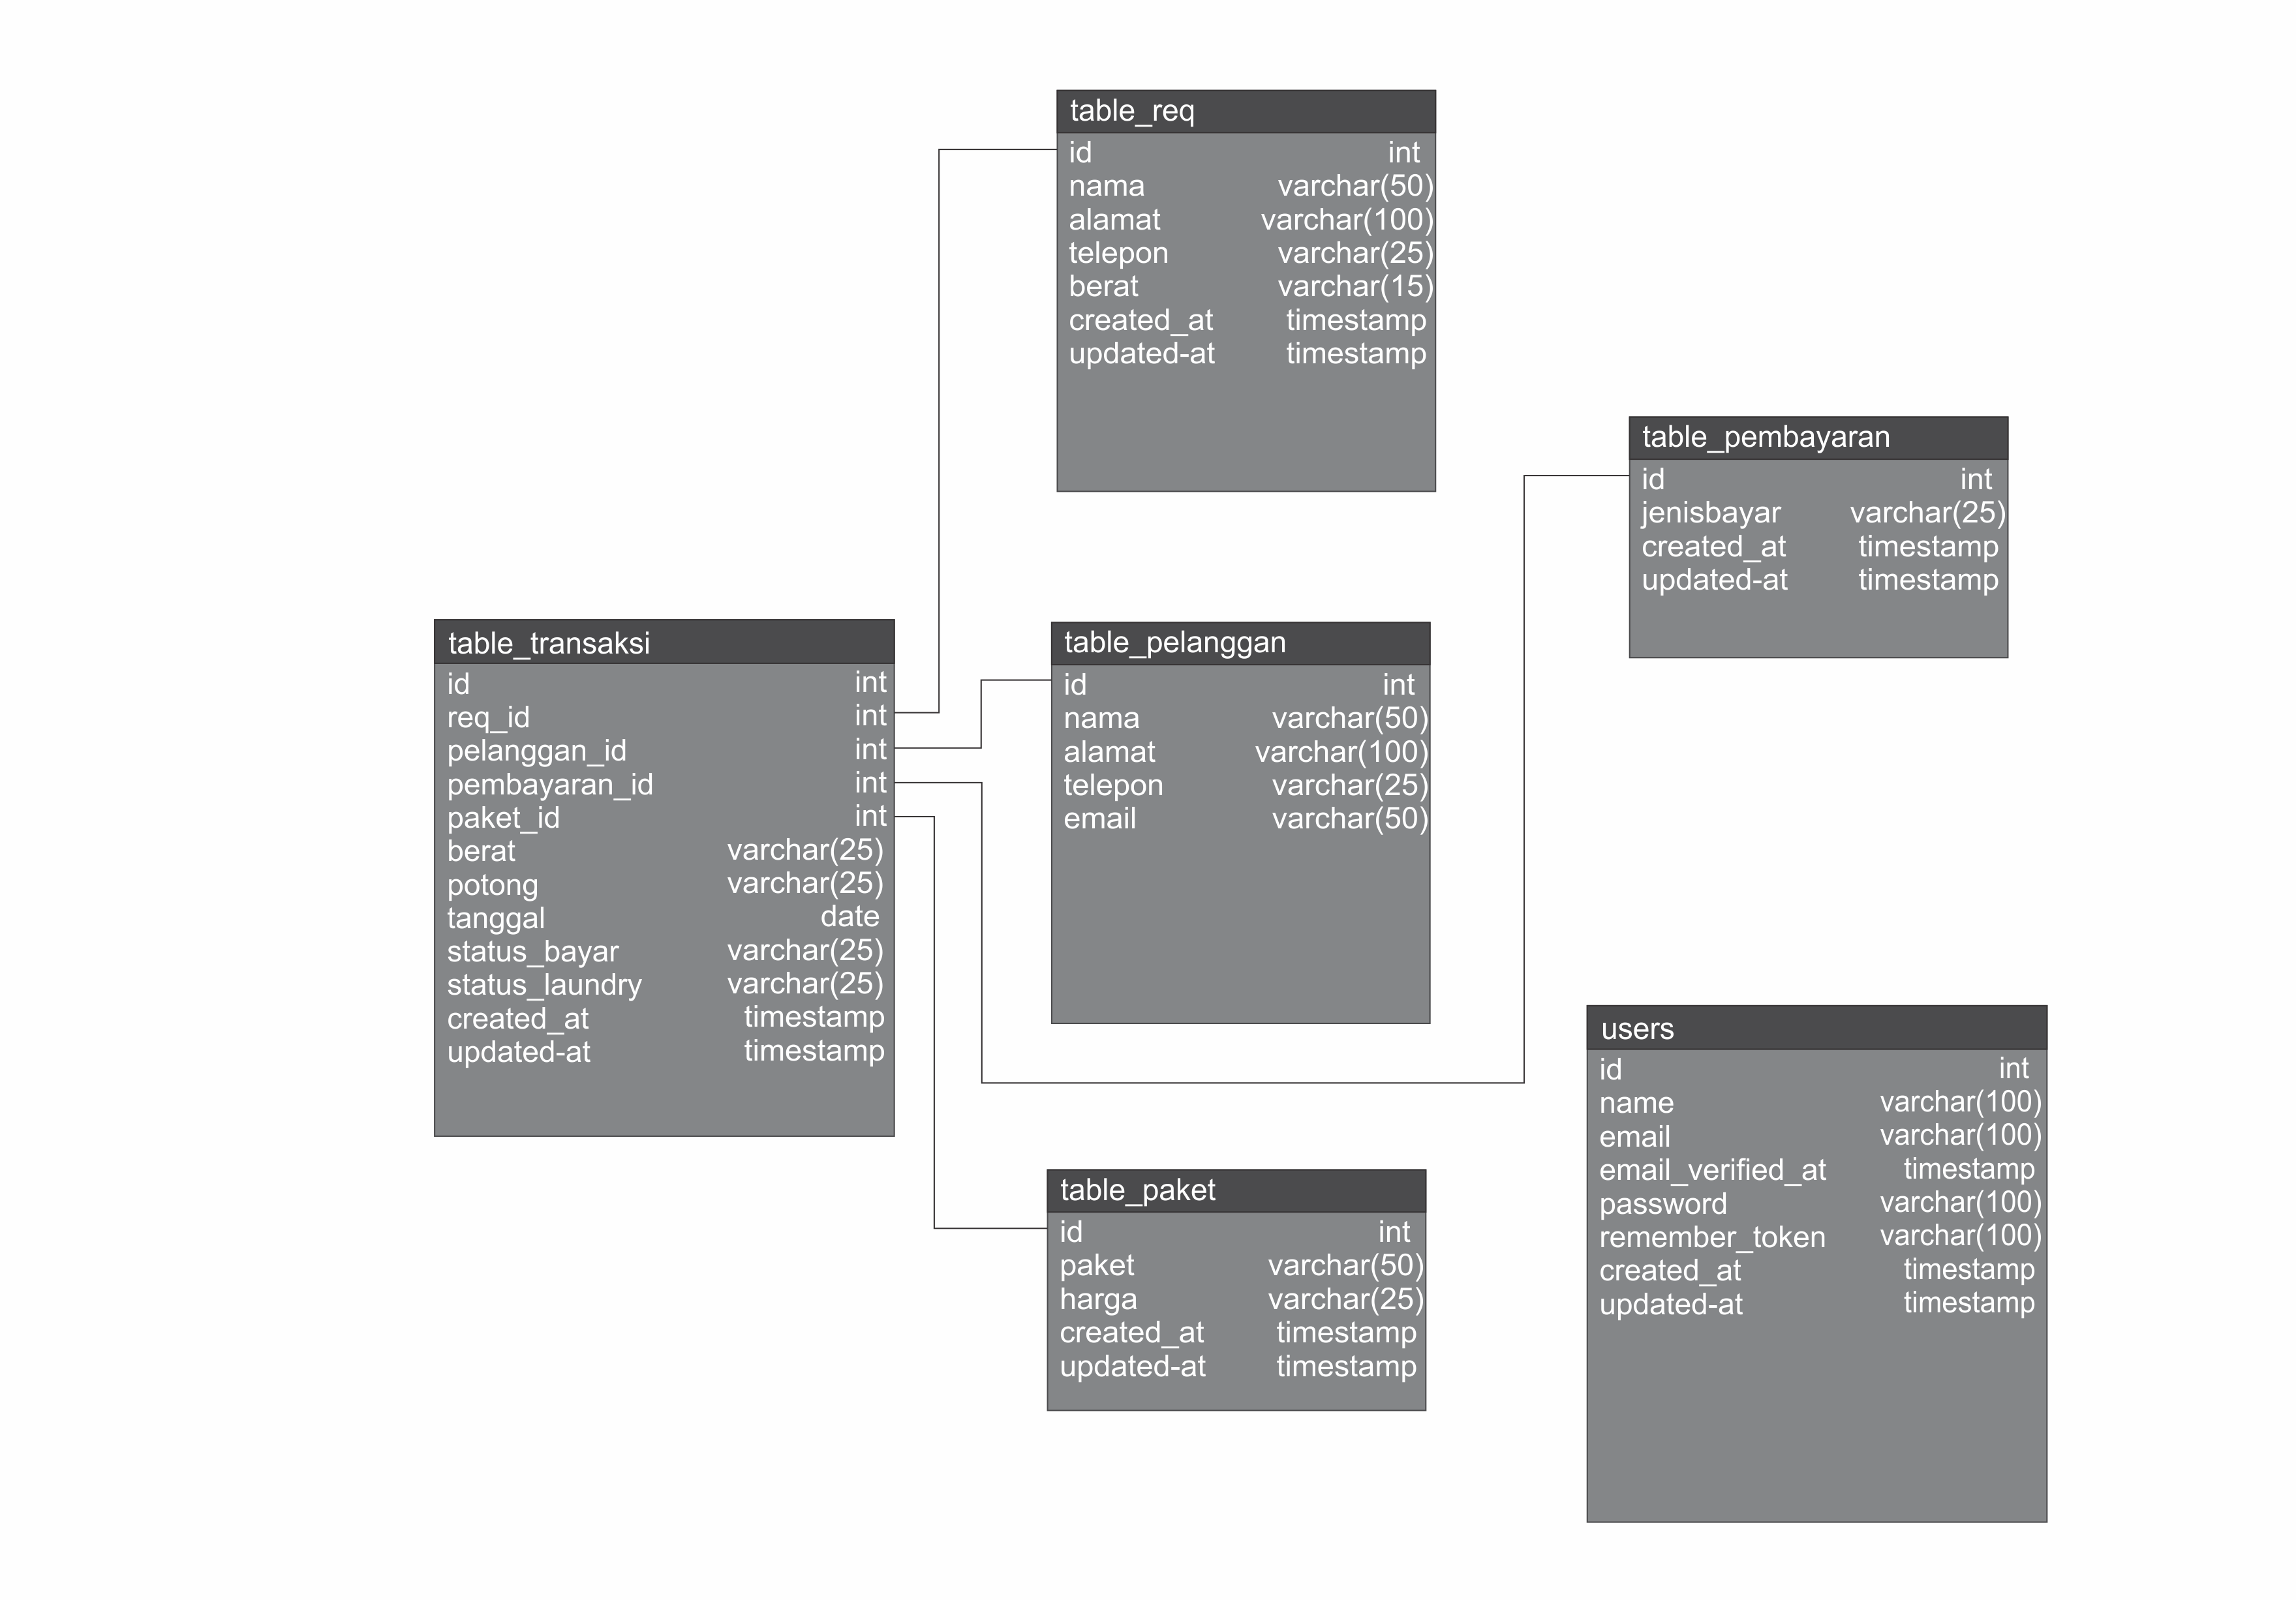 table_req
id int
nama varchar(50)
alamat varchar(100)
telepon varchar(25)
berat varchar(15)
created_at timestamp
updated-at timestamp
table_pembayaran
id int
jenisbayar varchar(25)
created_at timestamp
updated-at timestamp
table_transaksi
id int
req_id int
pelanggan_id int
pembayaran_id int
paket_id int
berat varchar(25)
potong varchar(25)
tanggal date
status_bayar varchar(25)
status_laundry varchar(25)
created_at timestamp
updated-at timestamp
table_pelanggan
id int
nama varchar(50)
alamat varchar(100)
telepon varchar(25)
email varchar(50)
users
id int
name varchar(100)
email varchar(100)
email_verified_at timestamp
password varchar(100)
remember_token varchar(100)
created_at timestamp
updated-at timestamp
table_paket
id int
paket varchar(50)
harga varchar(25)
created_at timestamp
updated-at timestamp